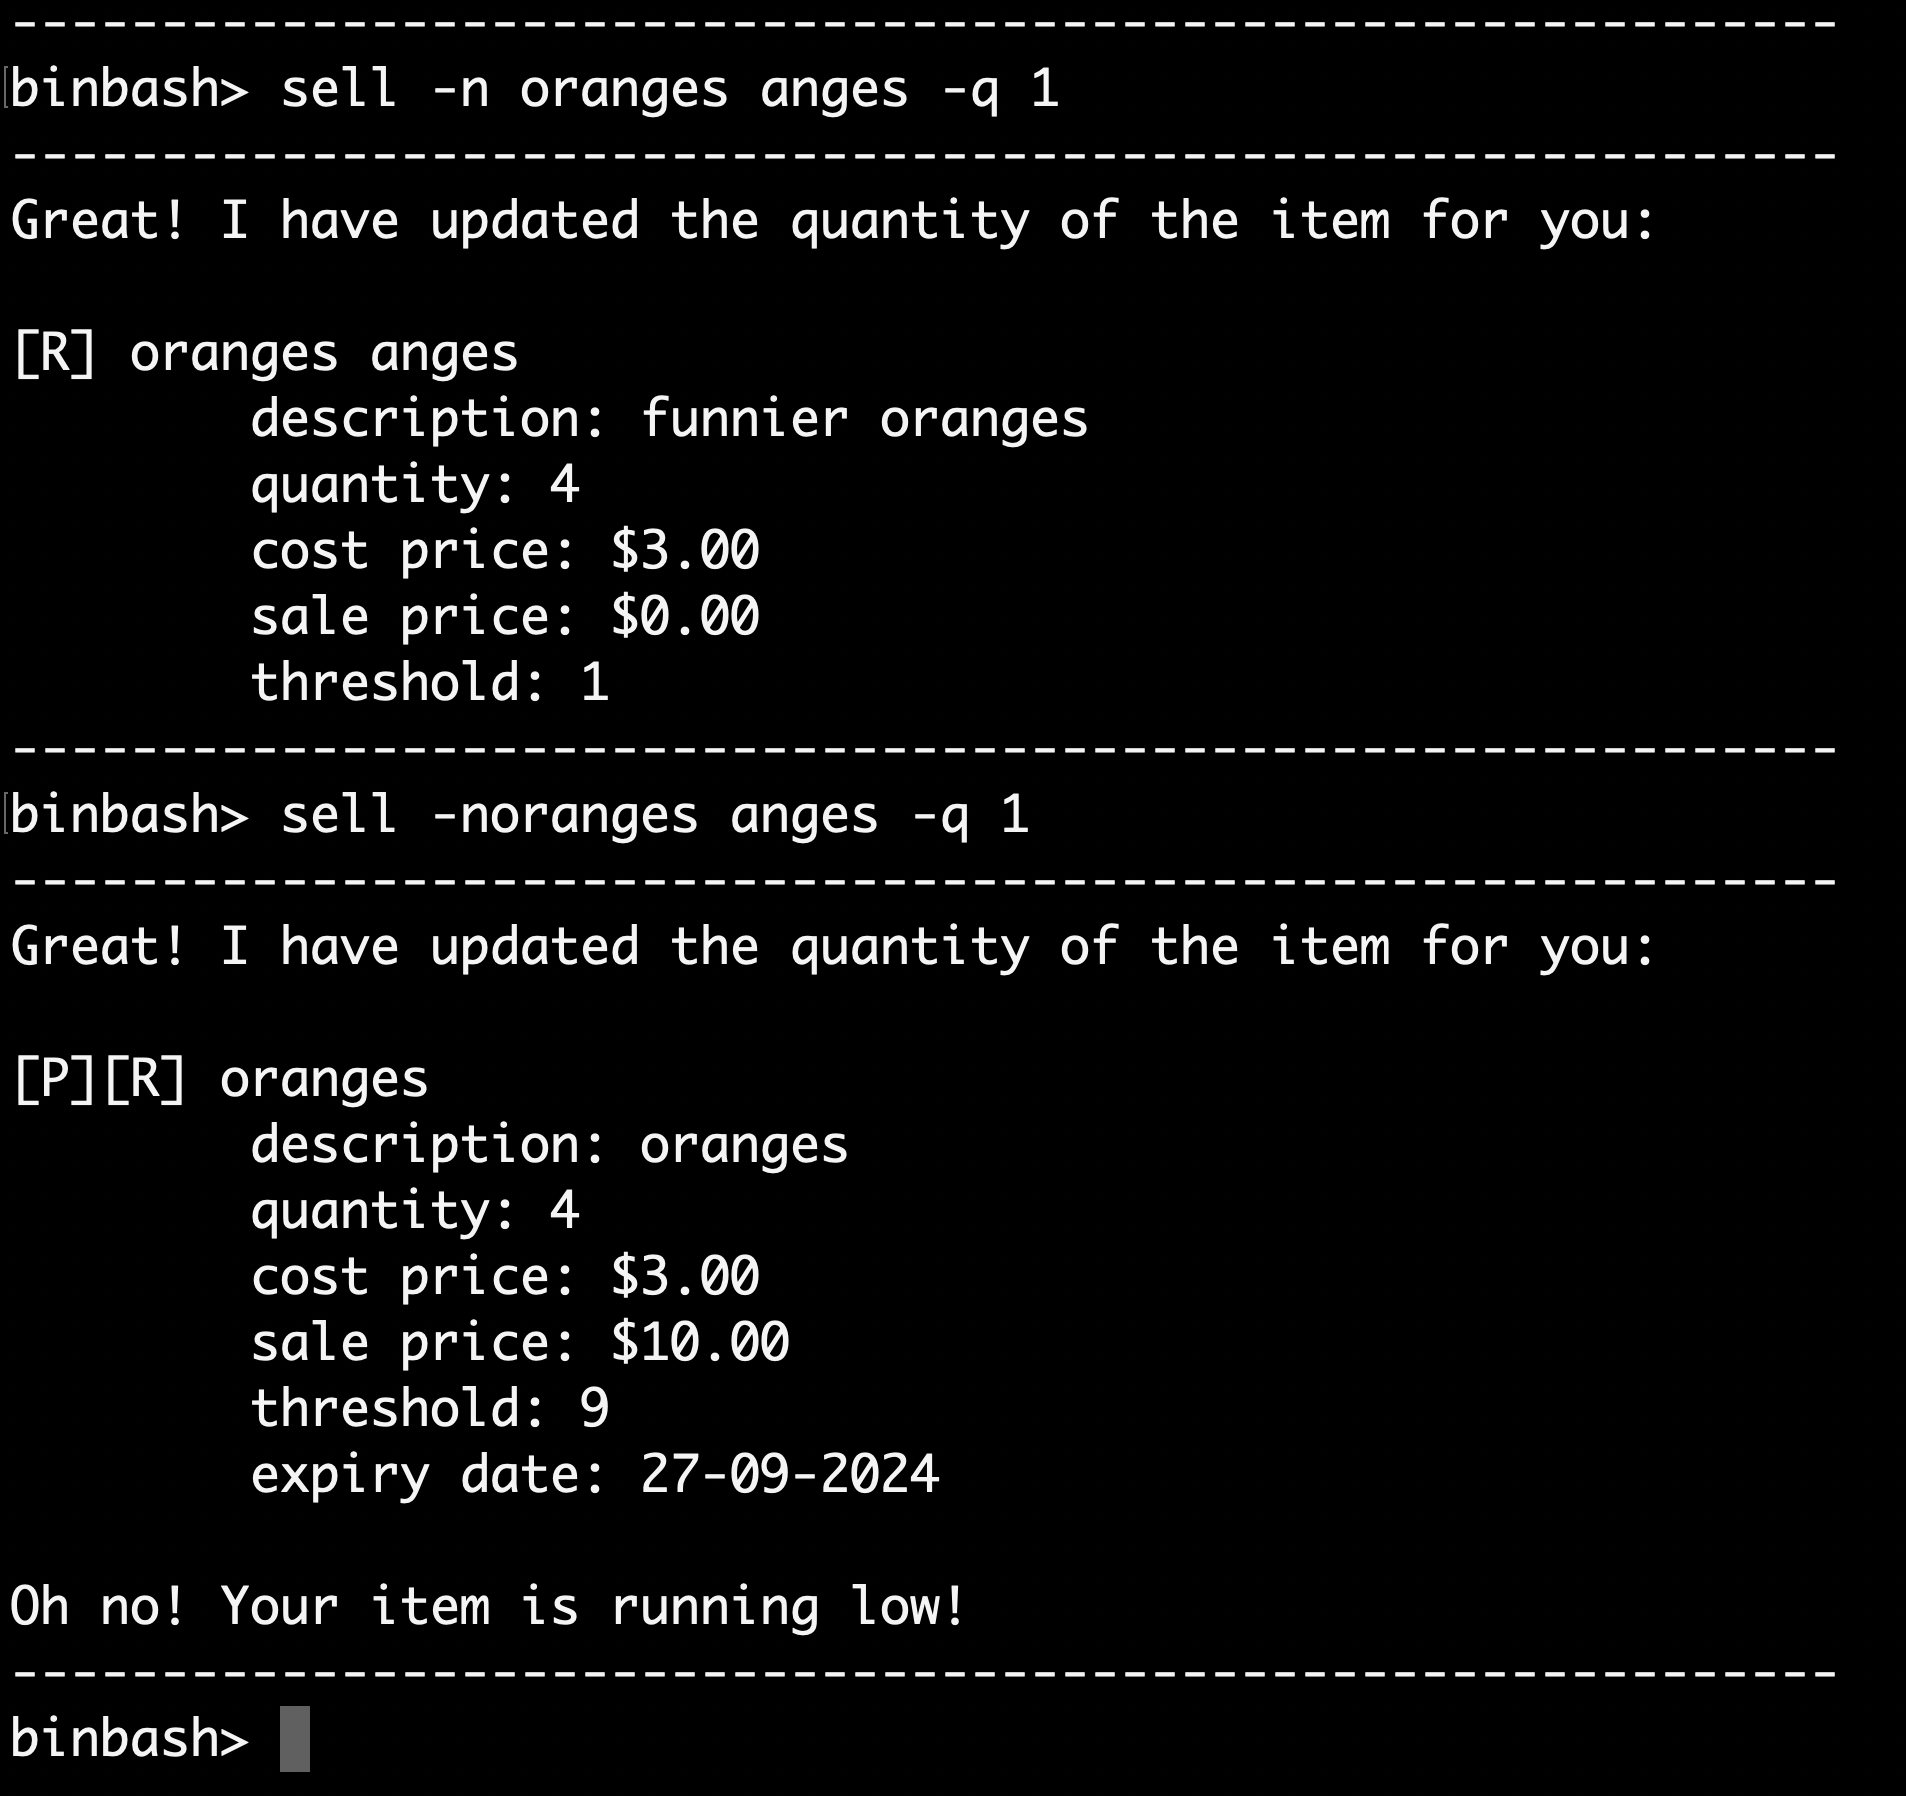 -------------------------------------------------------------
binbash> sell -n oranges anges -q 1
-------------------------------------------------------------
Great! I have updated the quantity of the item for you:
[R] oranges anges
description: funnier oranges
quantity: 4
cost price: $3.00
sale price: $0.00
threshold: 1
-------------------------------------------------------------
binbash> sell -noranges anges -q 1
-------------------------------------------------------------
Great! I have updated the quantity of the item for you:
[P][R] oranges
description: oranges
quantity: 4
cost price: $3.00
sale price: $10.00
threshold: 9
expiry date: 27-09-2024
Oh no! Your item is running low!
-------------------------------------------------------------
binbash>